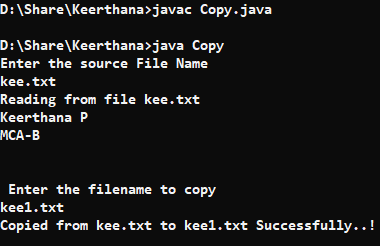 D:\Share\Keerthana>javac Copy.java
D:\Share\Keerthana>java Copy
Enter the source File Name
kee.txt
Reading from file kee.txt
Keerthana P
MCA-B
Enter the filename to copy
kee1.txt
Copied from kee.txt to kee1.txt Successfully..!